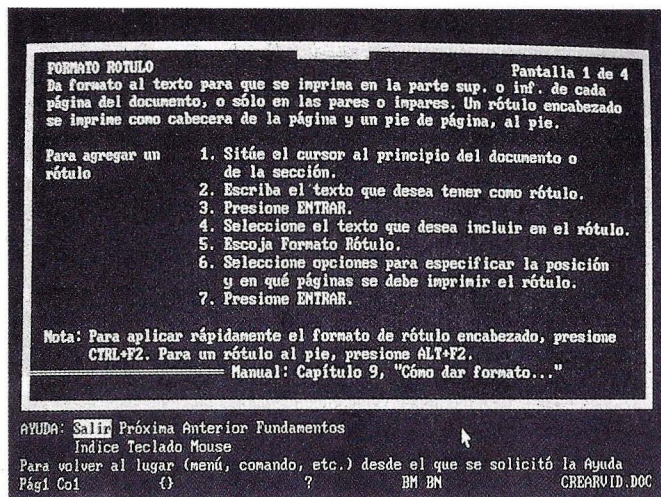 FORMATO ROTULO Pantalla 1 de 4
Da formato al texto para que se imprima en la parte sup. o inf. de cada
página del documento, o sólo en las pares o impares. Un rótulo encabezado
se imprime como cabecera de la página y un pie de página, al pie.
Para agregar un 1. Sitúe el cursor al principio del documento o
rótulo de la sección.
2. Escriba el texto que desea tener como rótulo.
3. Presione ENTRAR.
4. Seleccione el texto que desea incluir en el rótulo.
5. Escoja Formato Rótulo.
6. Seleccione opciones para especificar la posición
y en qué páginas se debe imprimir el rótulo.
7. Presione ENTRAR.
Nota: Para aplicar rápidamente el formato de rótulo encabezado, presione
CTRL+F2. Para un rótulo al pie, presione ALT+F2.
Manual: Capítulo 9, "Cómo dar formato..."
AYUDA: Salir Próxima Anterior Fundamentos
Indice Teclado Mouse
Para volver al lugar (menú, comando, etc.) desde el que se solicitó la Ayuda
Pág1 Co1 {} ? BM BN CREARVID.DOC